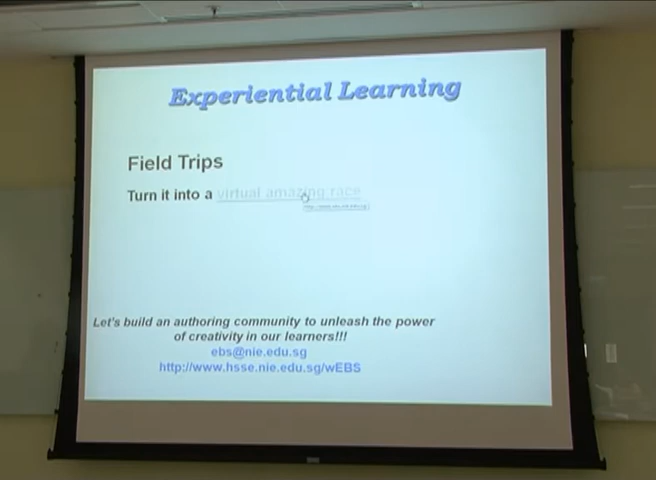 Experiential Learning
Field Trips
Turn it into a virtual amazing race
Let's build an authoring community to unleash the power
of creativity in our learners!!!
ebs@nie.edu.sg
http://www.hsse.nie.edu.sg/wEBS